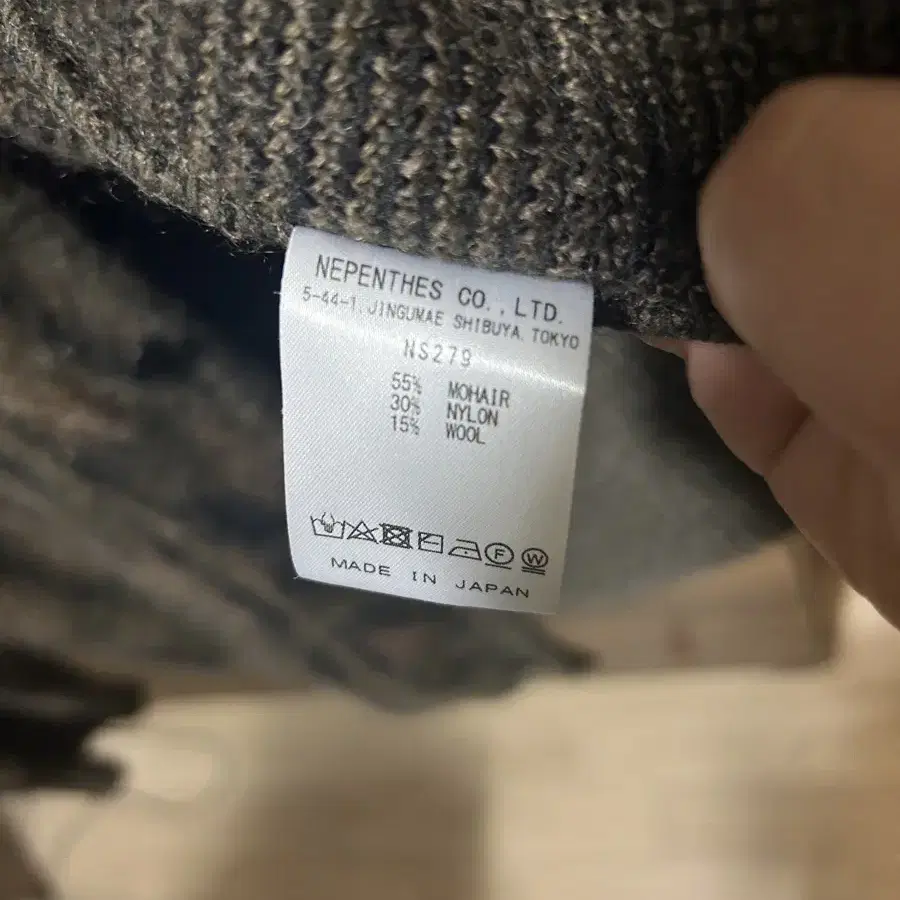 NEPENTHES CO.,LTD.
5-44-1, JINGUMAE SHIBUYA, TOKYO
NS279
55% MOHAIR
30% NYLON
15% WOOL
F W
MADE IN JAPAN